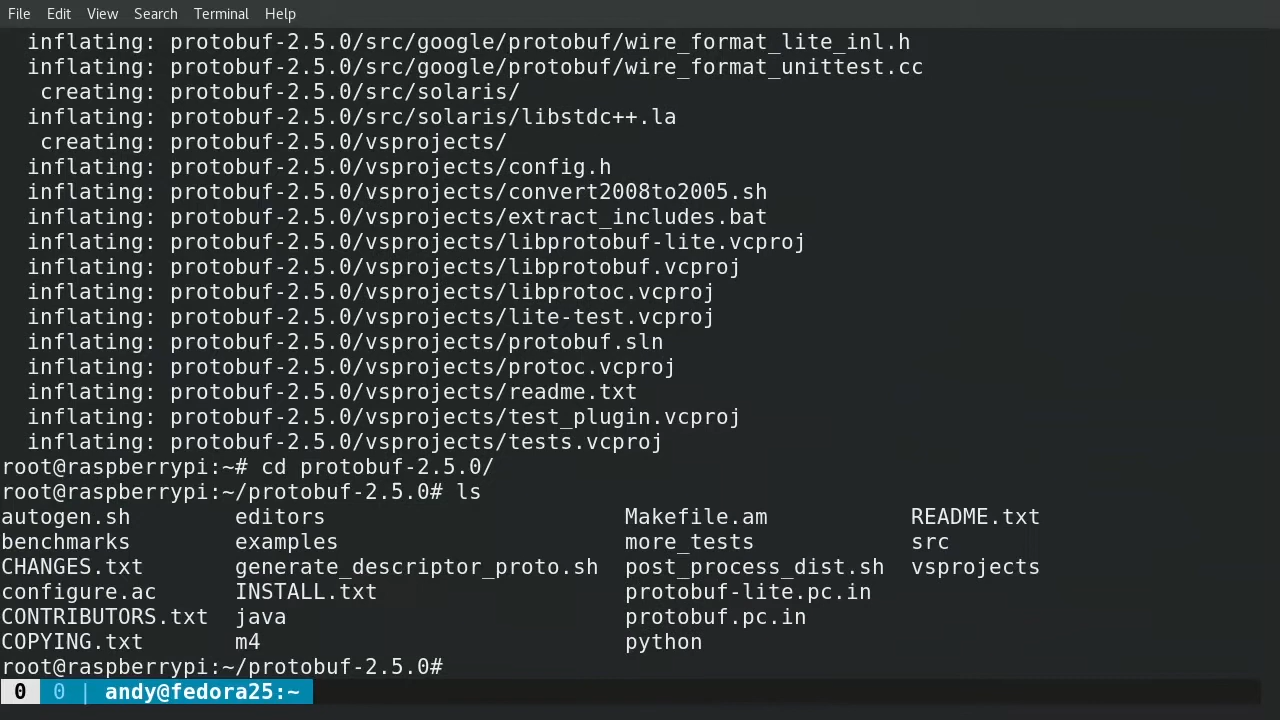 File Edit View Search Terminal Help
inflating: protobuf-2.5.0/src/google/protobuf/wire_format_lite_inl.h
inflating: protobuf-2.5.0/src/google/protobuf/wire_format_unittest.cc
creating: protobuf-2.5.0/src/solaris/
inflating: protobuf-2.5.0/src/solaris/libstdc++.la
creating: protobuf-2.5.0/vsprojects/
inflating: protobuf-2.5.0/vsprojects/config.h
inflating: protobuf-2.5.0/vsprojects/convert2008to2005.sh
inflating: protobuf-2.5.0/vsprojects/extract_includes.bat
inflating: protobuf-2.5.0/vsprojects/libprotobuf-lite.vcproj
inflating: protobuf-2.5.0/vsprojects/libprotobuf.vcproj
inflating: protobuf-2.5.0/vsprojects/libprotoc.vcproj
inflating: protobuf-2.5.0/vsprojects/lite-test.vcproj
inflating: protobuf-2.5.0/vsprojects/protobuf.sln
inflating: protobuf-2.5.0/vsprojects/protoc.vcproj
inflating: protobuf-2.5.0/vsprojects/readme.txt
inflating: protobuf-2.5.0/vsprojects/test_plugin.vcproj
inflating: protobuf-2.5.0/vsprojects/tests.vcproj
root@raspberrypi:~# cd protobuf-2.5.0/
root@raspberrypi:~/protobuf-2.5.0# ls
autogen.sh editors Makefile.am README.txt
benchmarks examples more_tests src
CHANGES.txt generate_descriptor_proto.sh post_process_dist.sh vsprojects
configure.ac INSTALL.txt protobuf-lite.pc.in
CONTRIBUTORS.txt java protobuf.pc.in
COPYING.txt m4 python
root@raspberrypi:~/protobuf-2.5.0#
0 0 | andy@fedora25:~